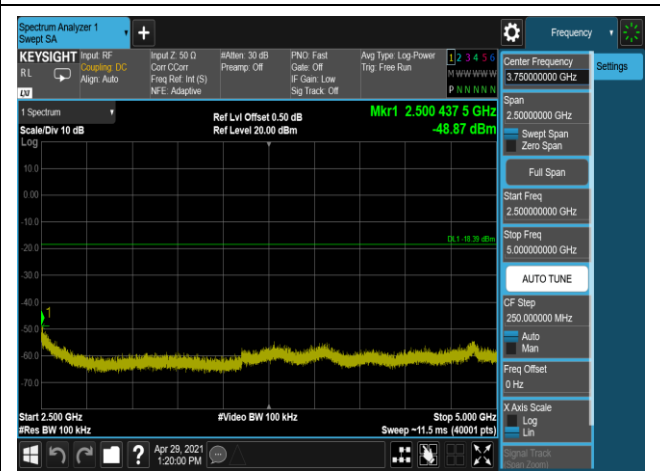 Spectrum Analyzer 1
Swept SA
Frequency
KEYSIGHT
RL
LXI
Input: RF
Coupling: DC
Align: Auto
Input Z: 50 Ω
Corr CCorr
Freq Ref: Int (S)
NFE: Adaptive
#Atten: 30 dB
Preamp: Off
PNO: Fast
Gate: Off
IF Gain: Low
Sig Track: Off
Avg Type: Log-Power
Trig: Free Run
1 2 3 4 5 6
M W W W W W
P N N N N N
Settings
1 Spectrum
Scale/Div 10 dB
Log
Ref Lvl Offset 0.50 dB
Ref Level 20.00 dBm
Mkr1 2.500 437 5 GHz
-48.87 dBm
10.0
0.00
-10.0
-20.0
-30.0
-40.0
-50.0
-60.0
-70.0
DL1 -18.39 dBm
1
Start 2.500 GHz
#Res BW 100 kHz
#Video BW 100 kHz
Stop 5.000 GHz
Sweep ~11.5 ms (40001 pts)
Center Frequency
3.750000000 GHz
Span
2.50000000 GHz
Swept Span
Zero Span
Full Span
Start Freq
2.500000000 GHz
Stop Freq
5.000000000 GHz
AUTO TUNE
CF Step
250.000000 MHz
Auto
Man
Freq Offset
0 Hz
X Axis Scale
Log
Lin
Signal Track
(Span Zoom)
Apr 29, 2021
1:20:00 PM